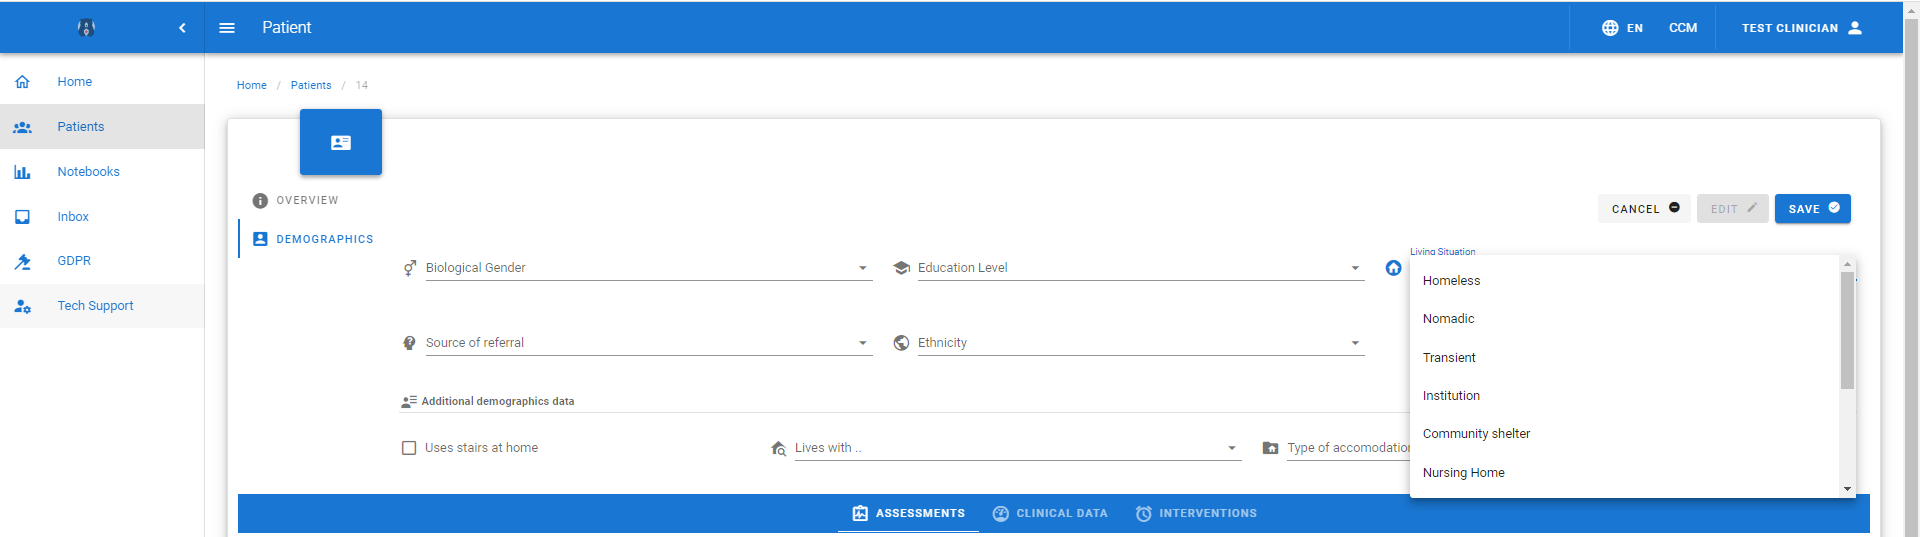 Patient
EN
CCM
TEST CLINICIAN
Home
Patients
Notebooks
Inbox
GDPR
Tech Support
Home / Patients / 14
OVERVIEW
DEMOGRAPHICS
CANCEL
EDIT
SAVE
Biological Gender
Education Level
Living Situation
Homeless
Nomadic
Transient
Institution
Community shelter
Nursing Home
Source of referral
Ethnicity
Additional demographics data
Uses stairs at home
Lives with ..
Type of accomodation
ASSESSMENTS
CLINICAL DATA
INTERVENTIONS